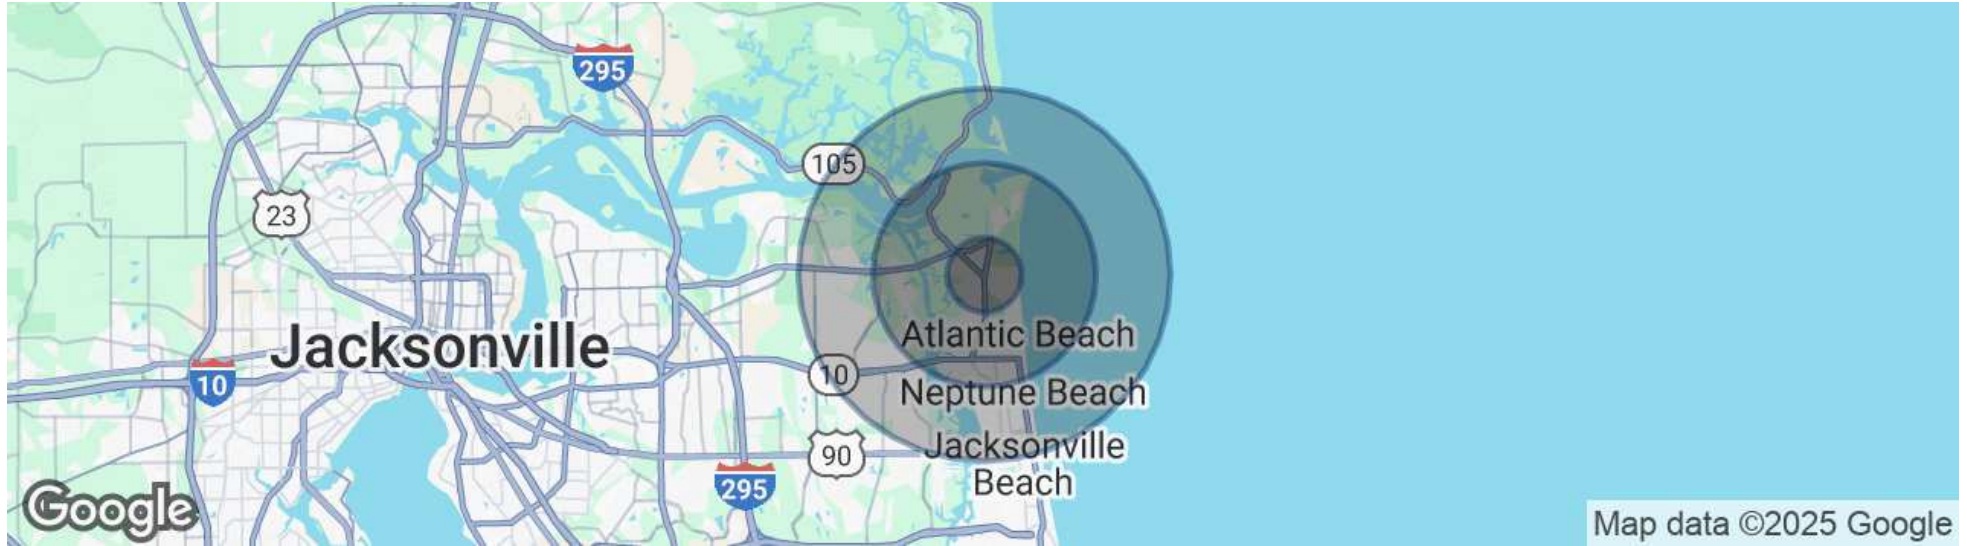 295
105
23
Atlantic Beach
Jacksonville
10
10
Neptune Beach
Jacksonville
Beach
90
295
Google
Map data ©2025 Google